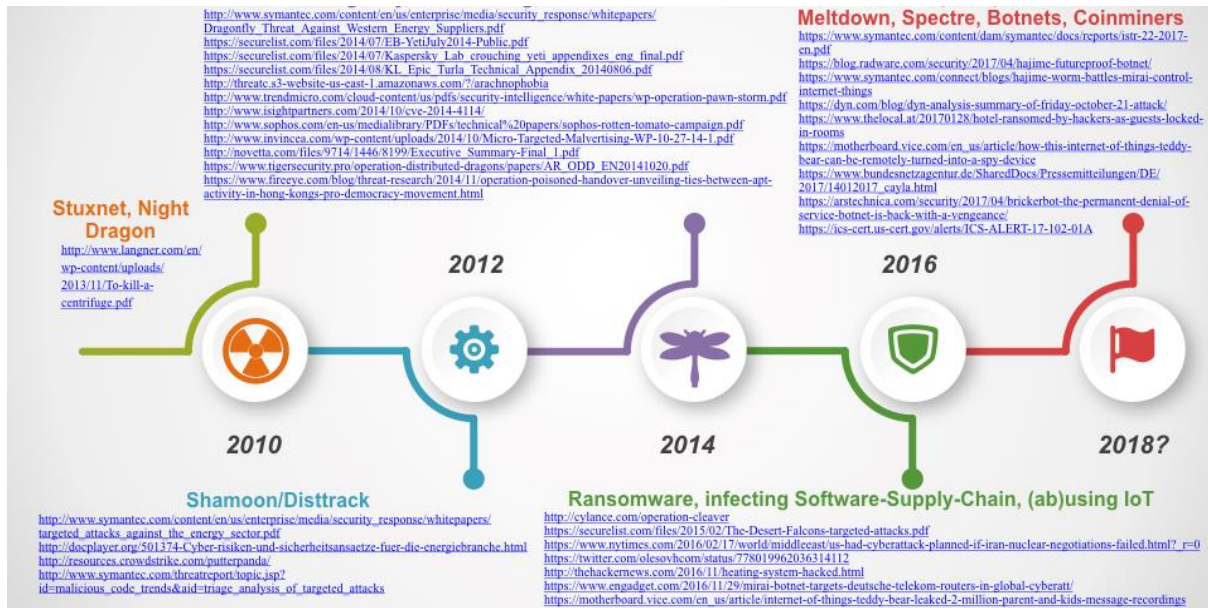 http://www.symantec.com/content/en/us/enterprise/media/security_response/whitepapers/
Dragonfly_Threat_Against_Western_Energy_Suppliers.pdf
https://securelist.com/files/2014/07/EB-YetiJuly2014-Public.pdf
https://securelist.com/files/2014/07/Kaspersky_Lab_crouching_yeti_appendixes_eng_final.pdf
https://securelist.com/files/2014/08/KL_Epic_Turla_Technical_Appendix_20140806.pdf
http://threatc.s3-website-us-east-1.amazonaws.com/?/arachnophobia
http://www.trendmicro.com/cloud-content/us/pdfs/security-intelligence/white-papers/wp-operation-pawn-storm.pdf
http://www.isightpartners.com/2014/10/cve-2014-4114/
http://www.sophos.com/en-us/medialibrary/PDFs/technical%20papers/sophos-rotten-tomato-campaign.pdf
http://www.invincea.com/wp-content/uploads/2014/10/Micro-Targeted-Malvertising-WP-10-27-14-1.pdf
http://novetta.com/files/9714/1446/8199/Executive_Summary-Final_1.pdf
https://www.tigersecurity.pro/operation-distributed-dragons/papers/AR_ODD_EN20141020.pdf
https://www.fireeye.com/blog/threat-research/2014/11/operation-poisoned-handover-unveiling-ties-between-apt-
activity-in-hong-kongs-pro-democracy-movement.html
Meltdown, Spectre, Botnets, Coinminers
https://www.symantec.com/content/dam/symantec/docs/reports/istr-22-2017-
en.pdf
https://blog.radware.com/security/2017/04/hajime-futureproof-botnet/
https://www.symantec.com/connect/blogs/hajime-worm-battles-mirai-control-
internet-things
https://dyn.com/blog/dyn-analysis-summary-of-friday-october-21-attack/
https://www.thelocal.at/20170128/hotel-ransomed-by-hackers-as-guests-locked-
in-rooms
https://motherboard.vice.com/en_us/article/how-this-internet-of-things-teddy-
bear-can-be-remotely-turned-into-a-spy-device
https://www.bundesnetzagentur.de/SharedDocs/Pressemitteilungen/DE/
2017/14012017_cayla.html
https://arstechnica.com/security/2017/04/brickerbot-the-permanent-denial-of-
service-botnet-is-back-with-a-vengeance/
https://ics-cert.us-cert.gov/alerts/ICS-ALERT-17-102-01A
Stuxnet, Night
Dragon
http://www.langner.com/en/
wp-content/uploads/
2013/11/To-kill-a-
centrifuge.pdf
2012
2016
2010
2014
2018?
Shamoon/Disttrack
http://www.symantec.com/content/en/us/enterprise/media/security_response/whitepapers/
targeted_attacks_against_the_energy_sector.pdf
http://docplayer.org/501374-Cyber-risiken-und-sicherheitsansaetze-fuer-die-energiebranche.html
http://resources.crowdstrike.com/putterpanda/
http://www.symantec.com/threatreport/topic.jsp?
id=malicious_code_trends&aid=triage_analysis_of_targeted_attacks
Ransomware, infecting Software-Supply-Chain, (ab)using IoT
http://cylance.com/operation-cleaver
https://securelist.com/files/2015/02/The-Desert-Falcons-targeted-attacks.pdf
https://www.nytimes.com/2016/02/17/world/middleeast/us-had-cyberattack-planned-if-iran-nuclear-negotiations-failed.html?_r=0
https://twitter.com/olesovhcom/status/778019962036314112
http://thehackernews.com/2016/11/heating-system-hacked.html
https://www.engadget.com/2016/11/29/mirai-botnet-targets-deutsche-telekom-routers-in-global-cyberatt/
https://motherboard.vice.com/en_us/article/internet-of-things-teddy-bear-leaked-2-million-parent-and-kids-message-recordings